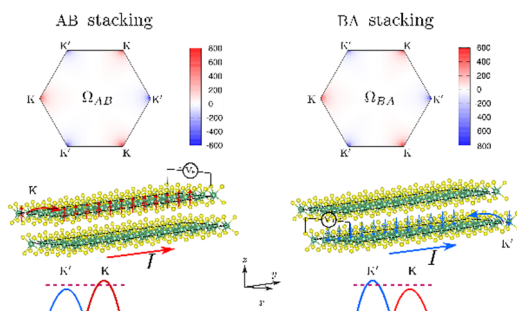 AB stacking
BA stacking
K′ K
K Ω_AB K′
K′ K
800
600
400
200
0
-200
-400
-600
K′ K
K Ω_BA K′
K′ K
600
400
200
0
200
400
600
800
K
I
K′ K
z
y
x
I
K′
K′ K